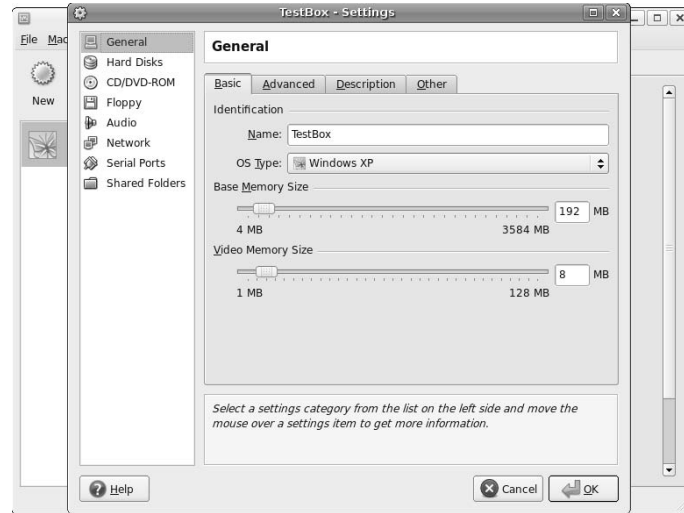 TestBox - Settings
File Mac
New
General
Hard Disks
CD/DVD-ROM
Floppy
Audio
Network
Serial Ports
Shared Folders
General
Basic Advanced Description Other
Identification
Name: TestBox
OS Type: Windows XP
Base Memory Size
192 MB
4 MB 3584 MB
Video Memory Size
8 MB
1 MB 128 MB
Select a settings category from the list on the left side and move the
mouse over a settings item to get more information.
Help Cancel OK